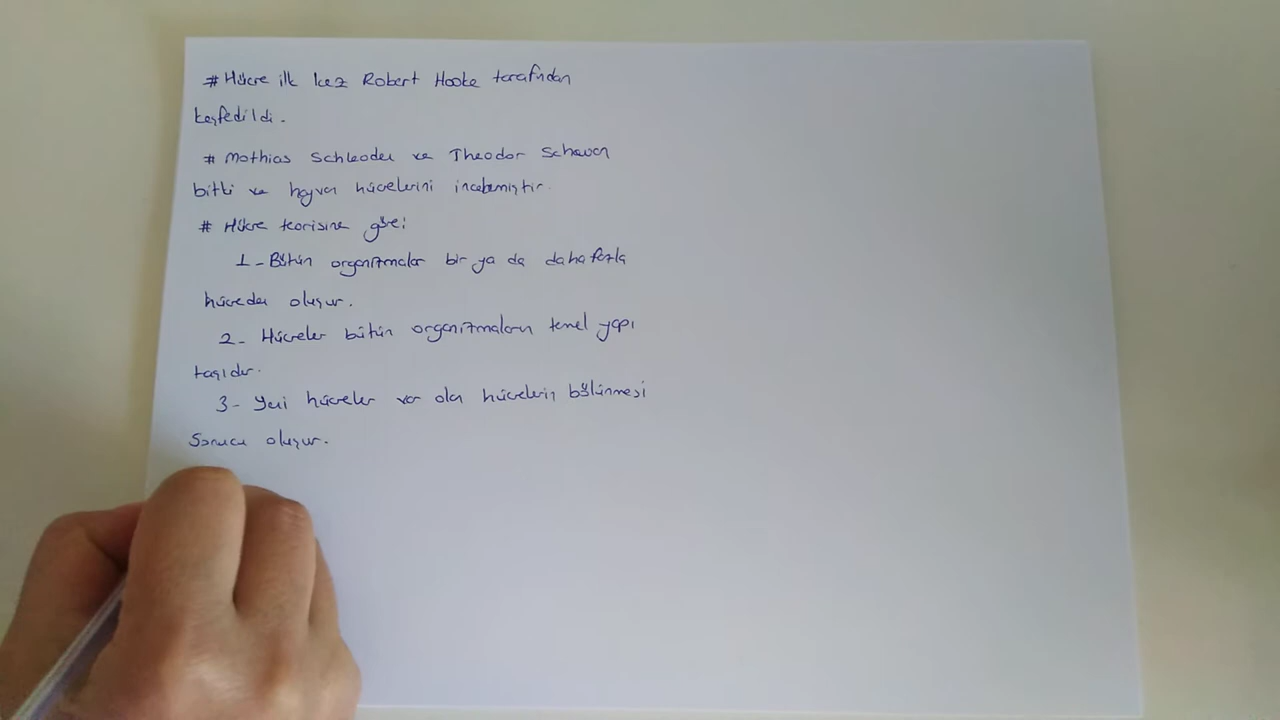 # Hücre ilk kez Robert Hooke tarafından
keşfedildi.
# Mathias Schleiden ve Theodor Schwan
bitki ve hayvan hücrelerini incelemiştir.
# Hücre teorisine göre;
1-Bütün organizmalar bir ya da daha fazla
hücreden oluşur.
2- Hücreler bütün organizmaların temel yapı
taşıdır.
3- Yeni hücreler var olan hücrelerin bölünmesi
Sonucu oluşur.